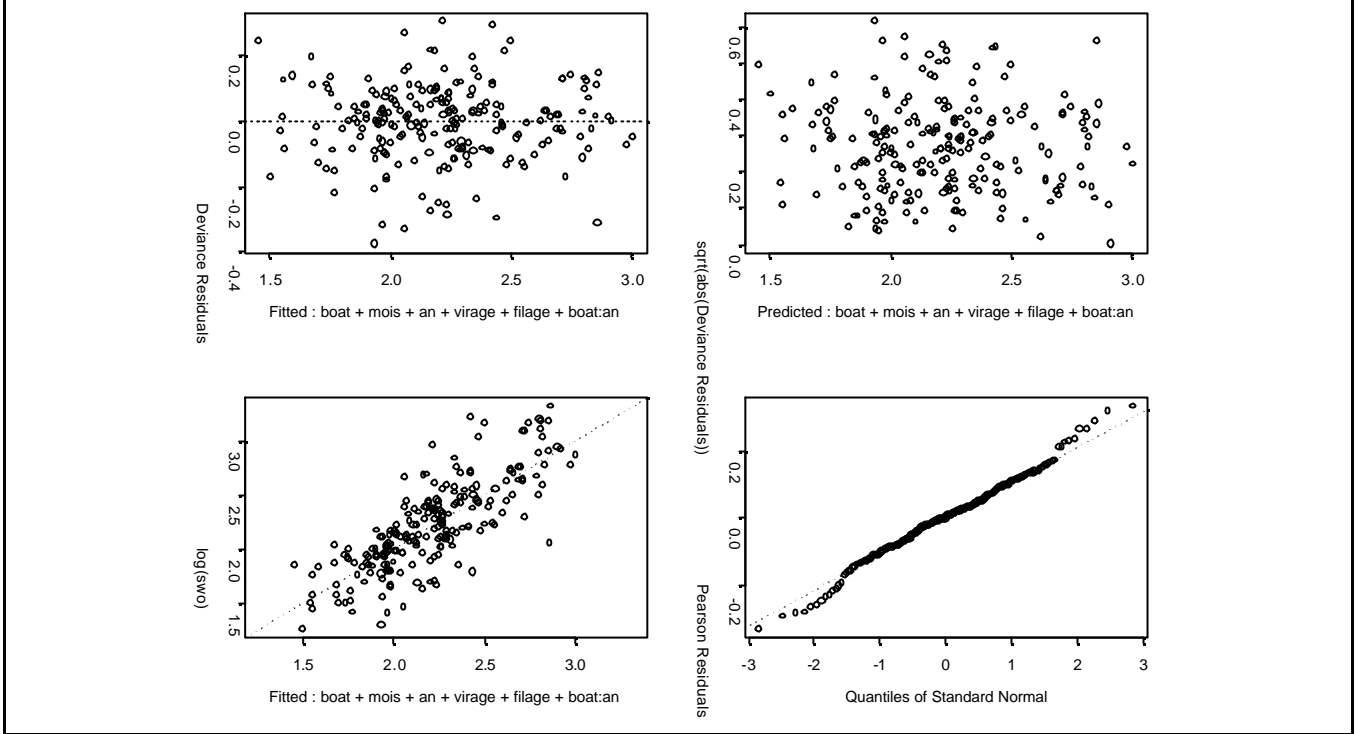 0.2
0.0
-0.2
-0.4
Deviance Residuals
1.5 2.0 2.5 3.0
Fitted : boat + mois + an + virage + filage + boat:an
0.6
0.4
0.2
0.0
sqrt(abs(Deviance Residuals))
1.5 2.0 2.5 3.0
Predicted : boat + mois + an + virage + filage + boat:an
3.0
2.5
2.0
1.5
log(swo)
1.5 2.0 2.5 3.0
Fitted : boat + mois + an + virage + filage + boat:an
0.2
0.0
-0.2
Pearson Residuals
-3 -2 -1 0 1 2 3
Quantiles of Standard Normal